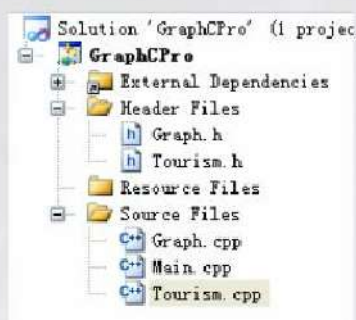 Solution 'GraphCPro' (1 projec
GraphCPro
External Dependencies
Header Files
Graph.h
Tourism.h
Resource Files
Source Files
Graph.cpp
Main.cpp
Tourism.cpp